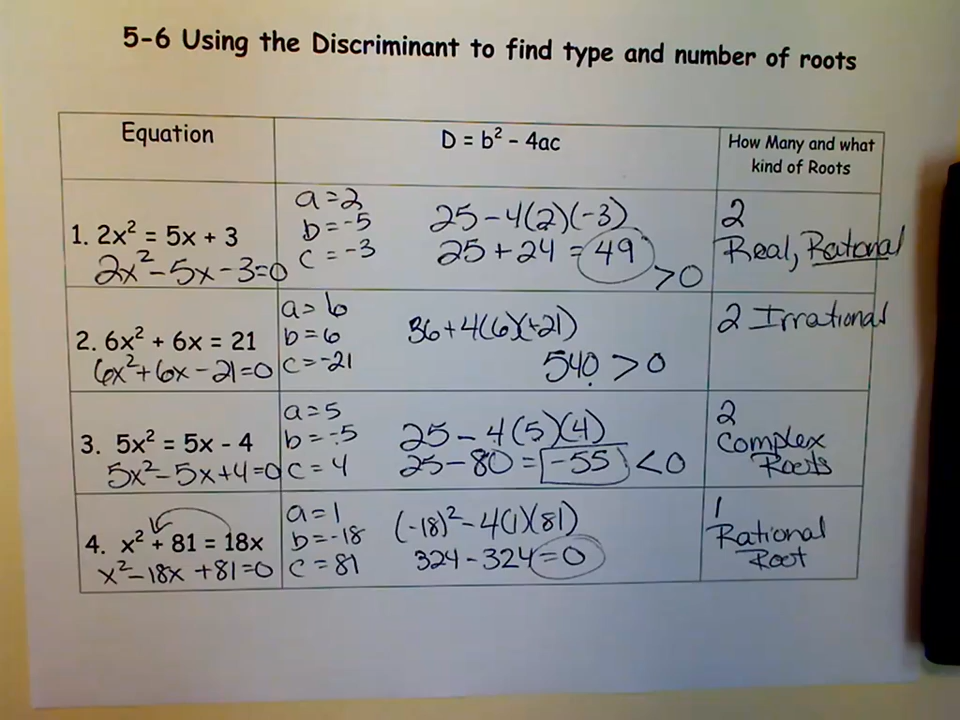 5-6 Using the Discriminant to find type and number of roots
Equation
D = b² - 4ac
How Many and what
kind of Roots
1. 2x² = 5x + 3
2x² - 5x - 3 = 0
a = 2
b = -5
c = -3
25 - 4(2)(-3)
25 + 24 = 49 > 0
2
Real, Rational
2. 6x² + 6x = 21
6x² + 6x - 21 = 0
a = 6
b = 6
c = -21
36 + 4(6)(+21)
540 > 0
2 Irrational
3. 5x² = 5x - 4
5x² - 5x + 4 = 0
a = 5
b = -5
c = 4
25 - 4(5)(4)
25 - 80 = -55 < 0
2
Complex
Roots
4. x² + 81 = 18x
x² - 18x + 81 = 0
a = 1
b = -18
c = 81
(-18)² - 4(1)(81)
324 - 324 = 0
1
Rational
Root